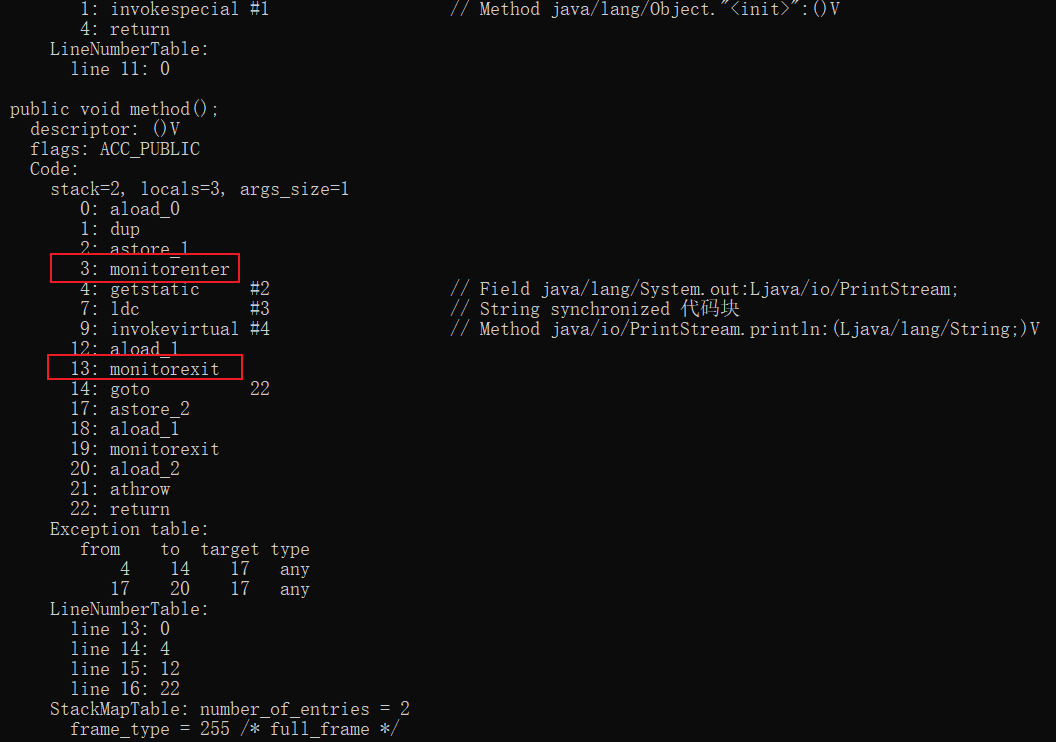 1: invokespecial #1                  // Method java/lang/Object."<init>":()V
4: return
LineNumberTable:
line 11: 0
public void method();
descriptor: ()V
flags: ACC_PUBLIC
Code:
stack=2, locals=3, args_size=1
0: aload_0
1: dup
2: astore_1
3: monitorenter
4: getstatic     #2                  // Field java/lang/System.out:Ljava/io/PrintStream;
7: ldc           #3                  // String synchronized 代码块
9: invokevirtual #4                  // Method java/io/PrintStream.println:(Ljava/lang/String;)V
12: aload_1
13: monitorexit
14: goto          22
17: astore_2
18: aload_1
19: monitorexit
20: aload_2
21: athrow
22: return
Exception table:
from    to  target type
4    14    17   any
17    20    17   any
LineNumberTable:
line 13: 0
line 14: 4
line 15: 12
line 16: 22
StackMapTable: number_of_entries = 2
frame_type = 255 /* full_frame */